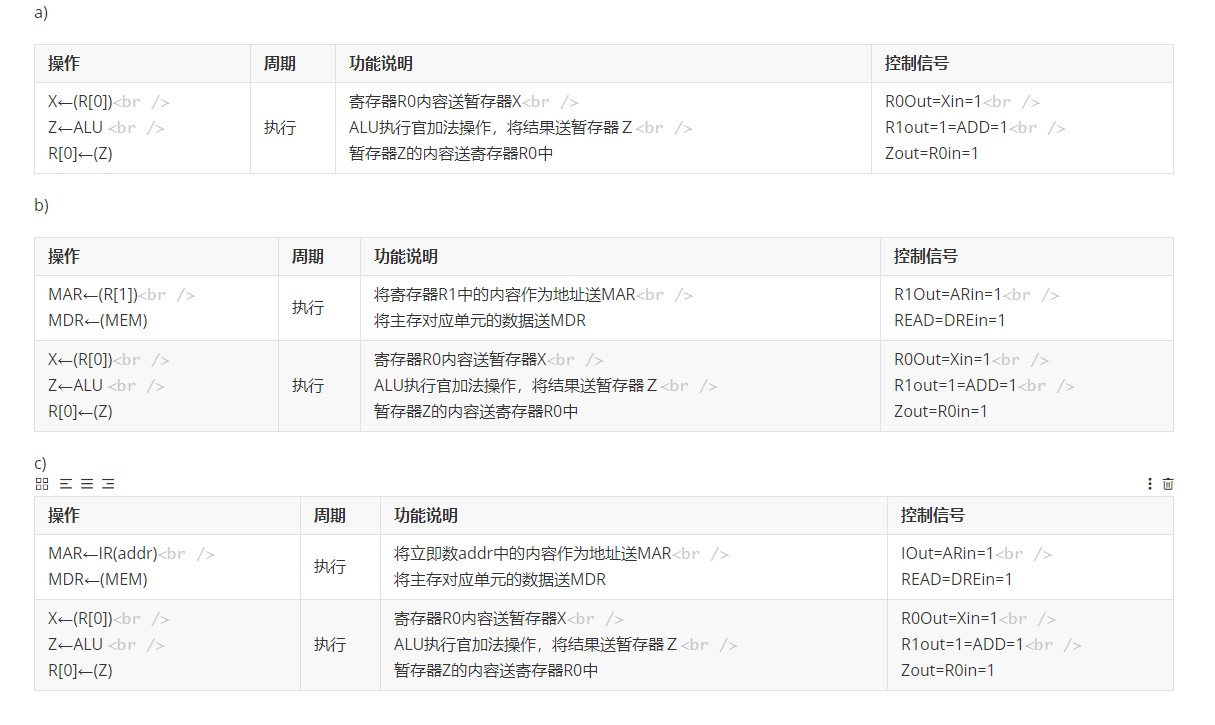 a)
操作 周期 功能说明 控制信号
X←(R[0])<br />
Z←ALU <br />
R[0]←(Z)
执行
寄存器R0内容送暂存器X<br />
ALU执行官加法操作，将结果送暂存器Z<br />
暂存器Z的内容送寄存器R0中
R0Out=Xin=1<br />
R1out=1=ADD=1<br />
Zout=R0in=1
b)
操作 周期 功能说明 控制信号
MAR←(R[1])<br />
MDR←(MEM)
执行
将寄存器R1中的内容作为地址送MAR<br />
将主存对应单元的数据送MDR
R1Out=ARin=1<br />
READ=DREin=1
X←(R[0])<br />
Z←ALU <br />
R[0]←(Z)
执行
寄存器R0内容送暂存器X<br />
ALU执行官加法操作，将结果送暂存器Z<br />
暂存器Z的内容送寄存器R0中
R0Out=Xin=1<br />
R1out=1=ADD=1<br />
Zout=R0in=1
c)
操作 周期 功能说明 控制信号
MAR←IR(addr)<br />
MDR←(MEM)
执行
将立即数addr中的内容作为地址送MAR<br />
将主存对应单元的数据送MDR
IOut=ARin=1<br />
READ=DREin=1
X←(R[0])<br />
Z←ALU <br />
R[0]←(Z)
执行
寄存器R0内容送暂存器X<br />
ALU执行官加法操作，将结果送暂存器Z<br />
暂存器Z的内容送寄存器R0中
R0Out=Xin=1<br />
R1out=1=ADD=1<br />
Zout=R0in=1